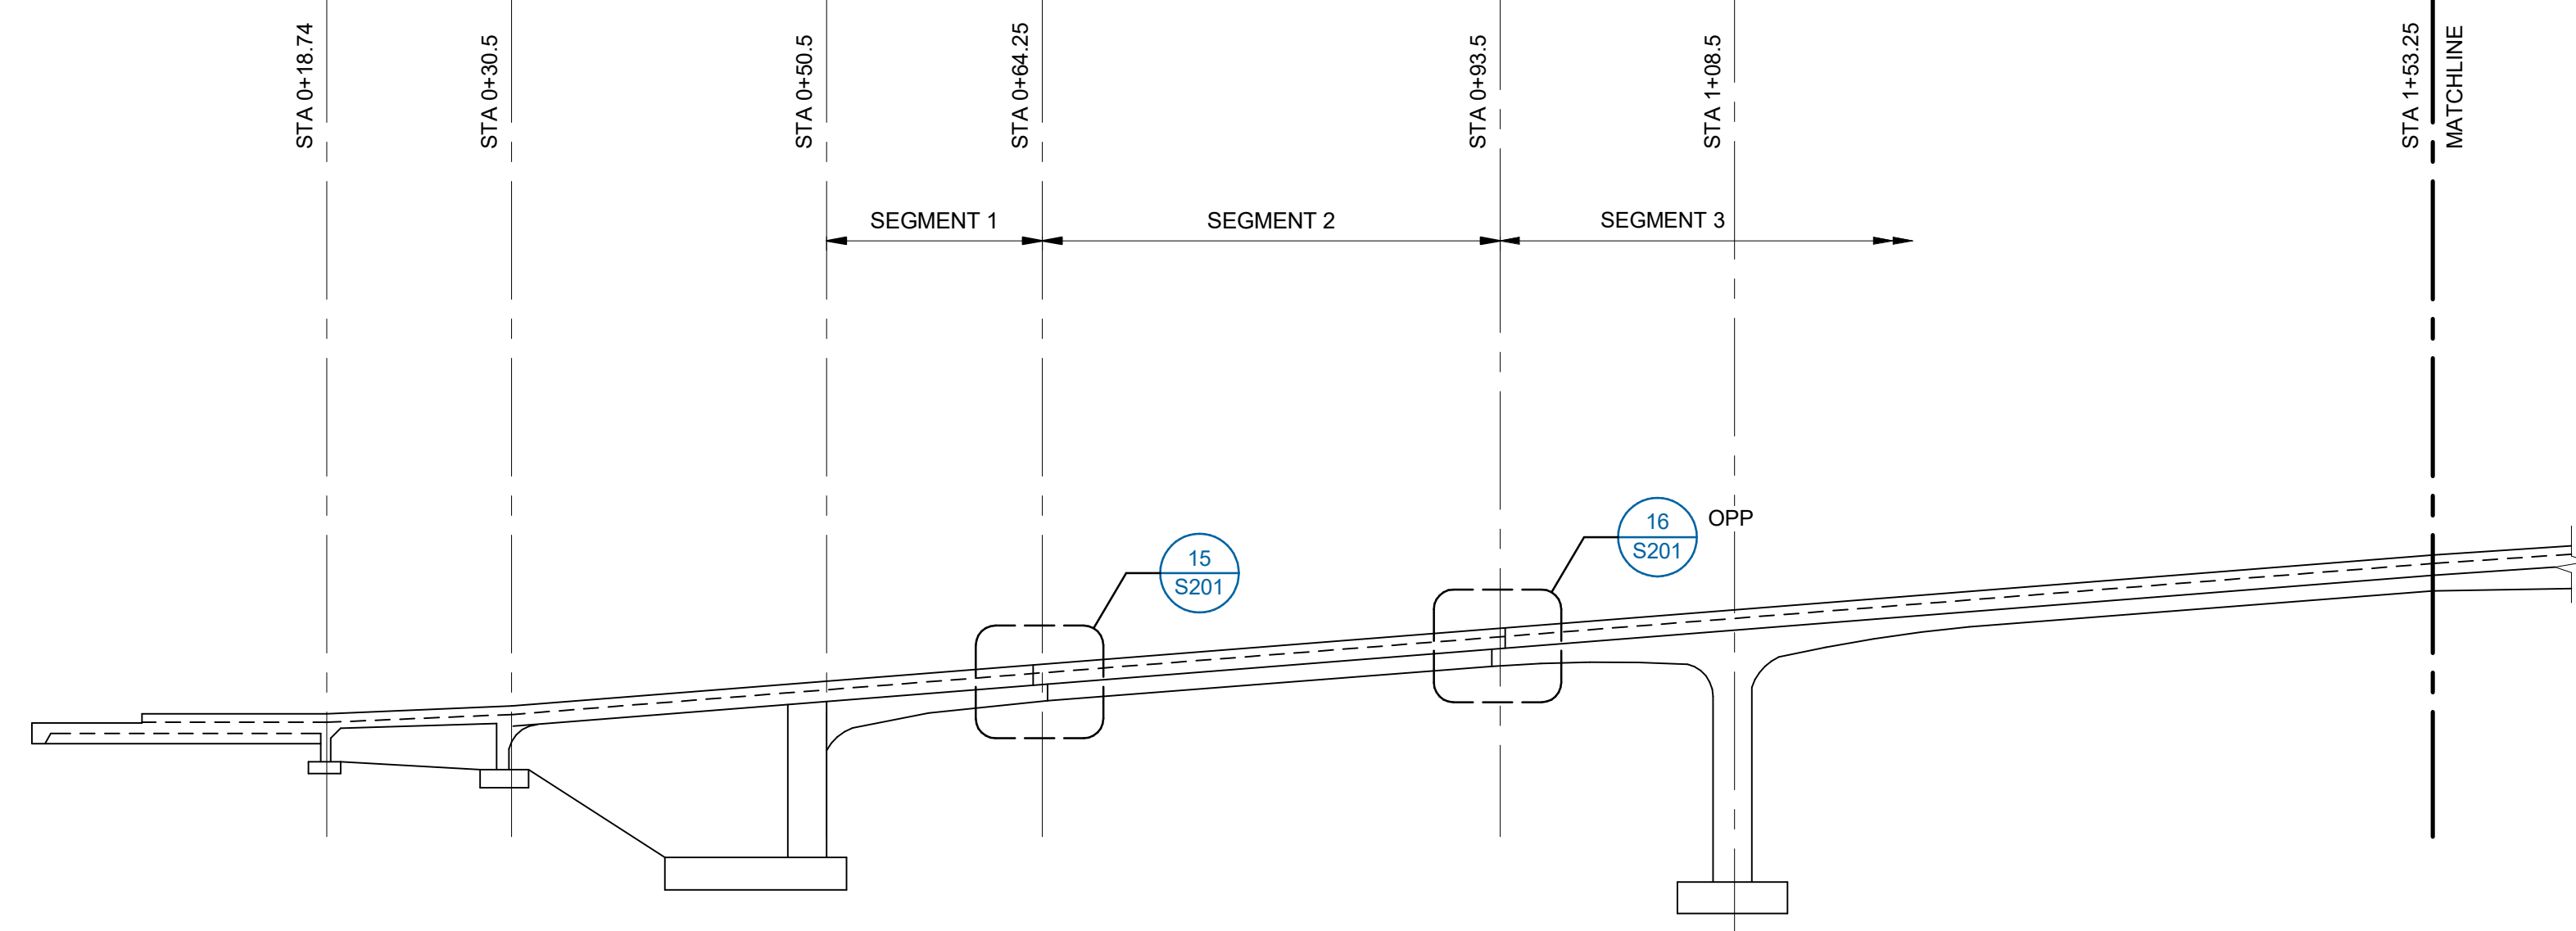 STA 0+18.74
STA 0+30.5
STA 0+50.5
STA 0+64.25
STA 0+93.5
STA 1+08.5
STA 1+53.25
MATCHLINE
SEGMENT 1
SEGMENT 2
SEGMENT 3
15
S201
16
S201
OPP